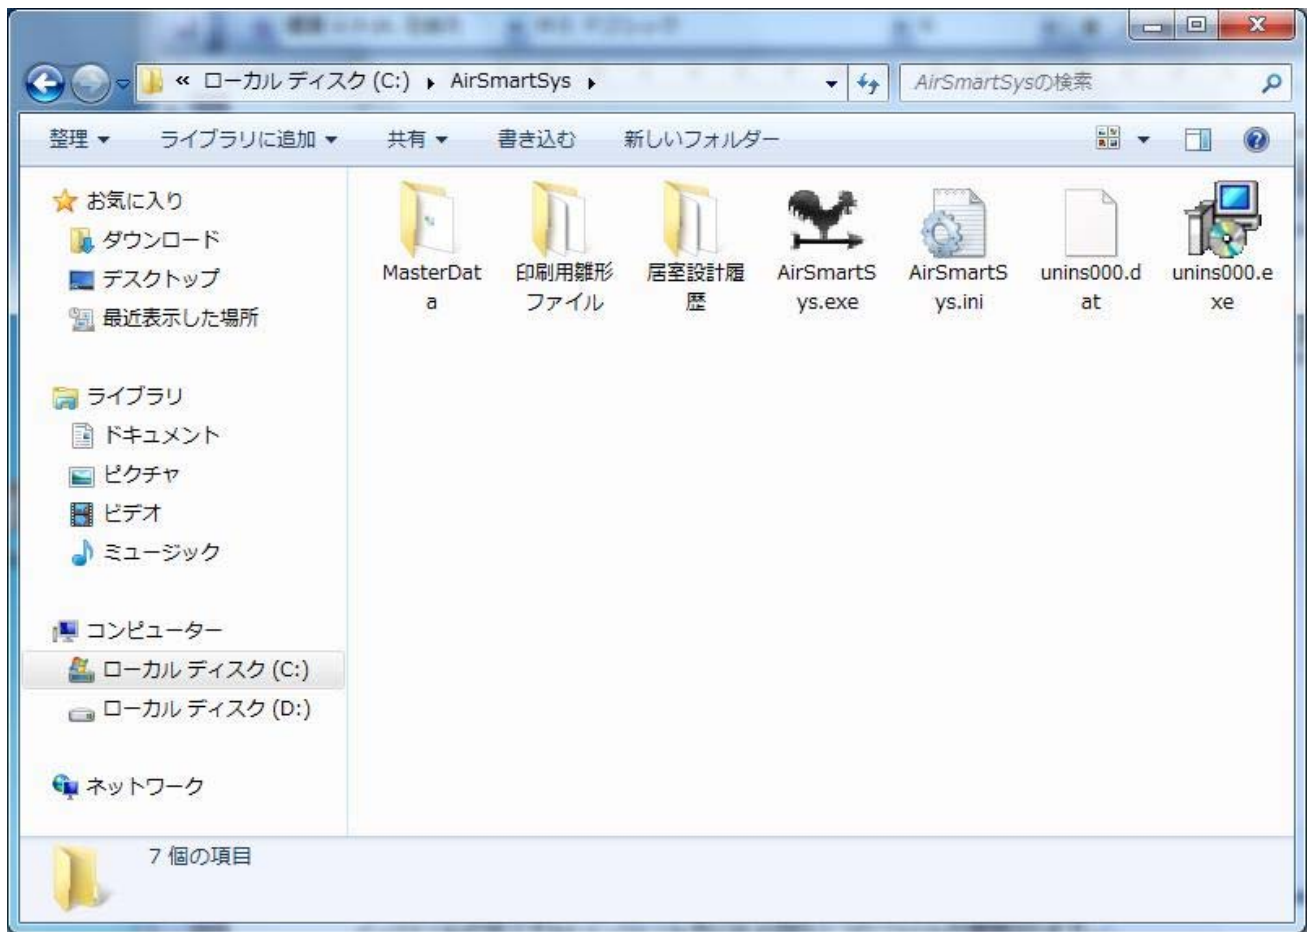 « ローカル ディスク (C:) ▸ AirSmartSys ▸
AirSmartSysの検索
整理 ライブラリに追加 共有 書き込む 新しいフォルダー
お気に入り
ダウンロード
デスクトップ
最近表示した場所
ライブラリ
ドキュメント
ピクチャ
ビデオ
ミュージック
コンピューター
ローカル ディスク (C:)
ローカル ディスク (D:)
ネットワーク
MasterDat
a
印刷用雛形
ファイル
居室設計履
歴
AirSmartS
ys.exe
AirSmartS
ys.ini
unins000.d
at
unins000.e
xe
7 個の項目